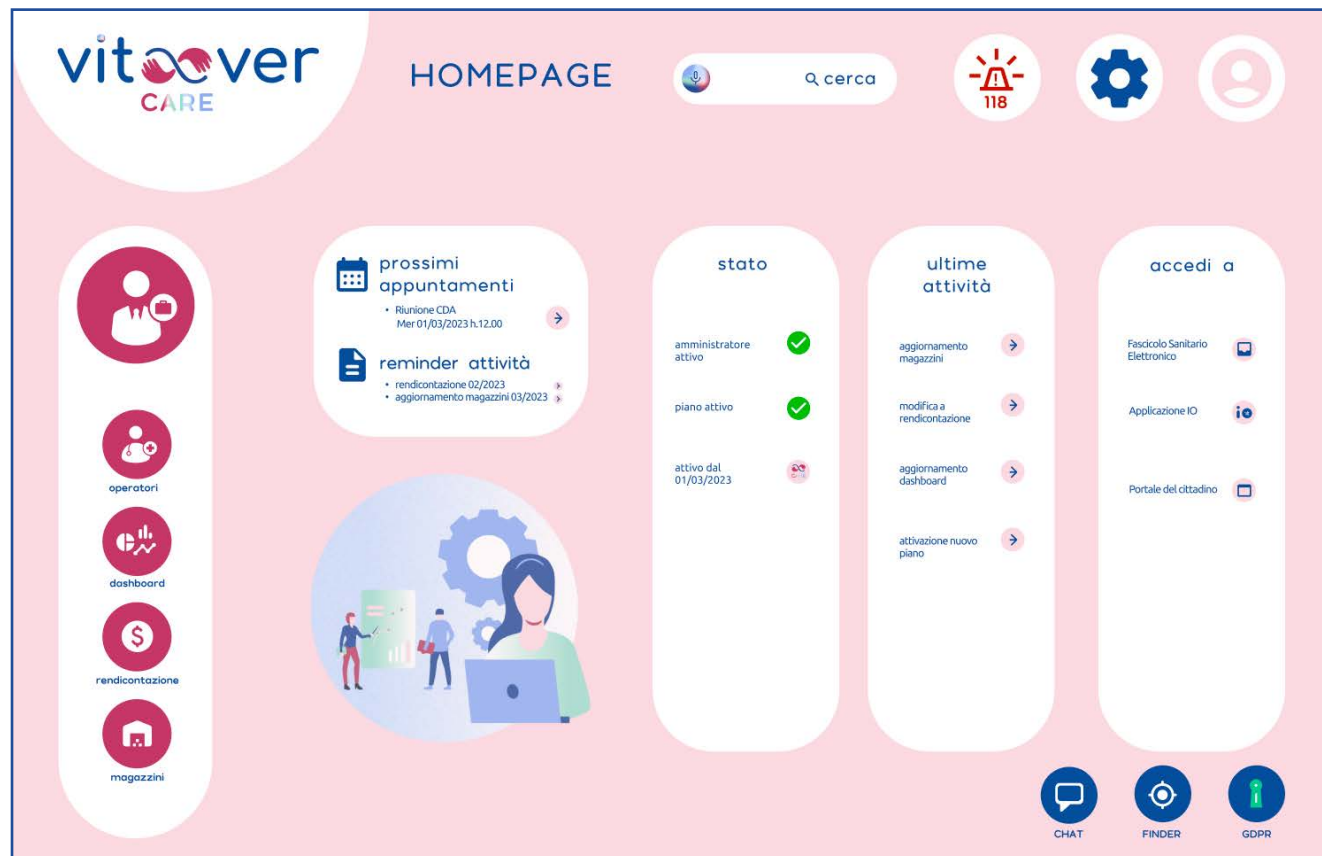 vitoover
CARE
HOMEPAGE
cerca
118
operatori
dashboard
rendicontazione
magazzini
prossimi
appuntamenti
• Riunione CDA
Mer 01/03/2023 h.12.00
reminder attività
• rendicontazione 02/2023
• aggiornamento magazzini 03/2023
stato
amministratore
attivo
piano attivo
attivo dal
01/03/2023
CARE
ultime
attività
aggiornamento
magazzini
modifica a
rendicontazione
aggiornamento
dashboard
attivazione nuovo
piano
accedi a
Fascicolo Sanitario
Elettronico
Applicazione IO
io
Portale del cittadino
CHAT
FINDER
GDPR